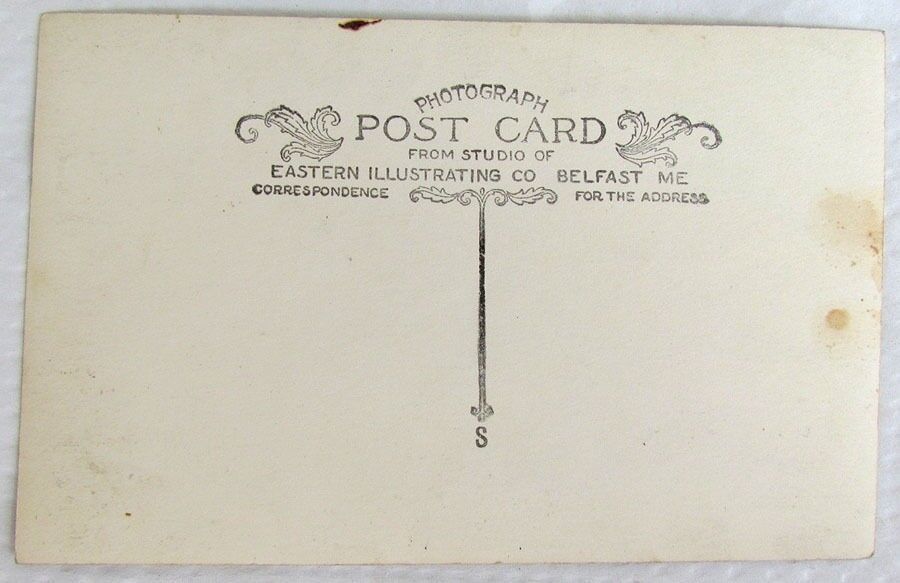 PHOTOGRAPH
POST CARD
FROM STUDIO OF
EASTERN ILLUSTRATING CO BELFAST ME
CORRESPONDENCE FOR THE ADDRESS
S